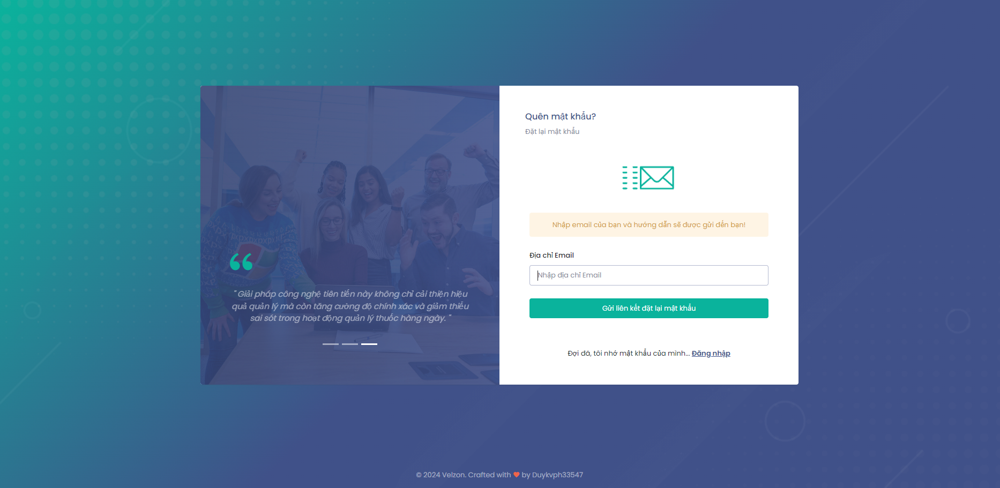 " Giải pháp công nghệ tiên tiến này không chỉ cải thiện hiệu
quả quản lý mà còn tăng cường độ chính xác và giảm thiểu
sai sót trong hoạt động quản lý thuốc hàng ngày. "
Quên mật khẩu?
Đặt lại mật khẩu
Nhập email của bạn và hướng dẫn sẽ được gửi đến bạn!
Địa chỉ Email
Nhập địa chỉ Email
Gửi liên kết đặt lại mật khẩu
Đợi đã, tôi nhớ mật khẩu của mình... Đăng nhập
© 2024 Velzon. Crafted with ❤ by Duykvph33547